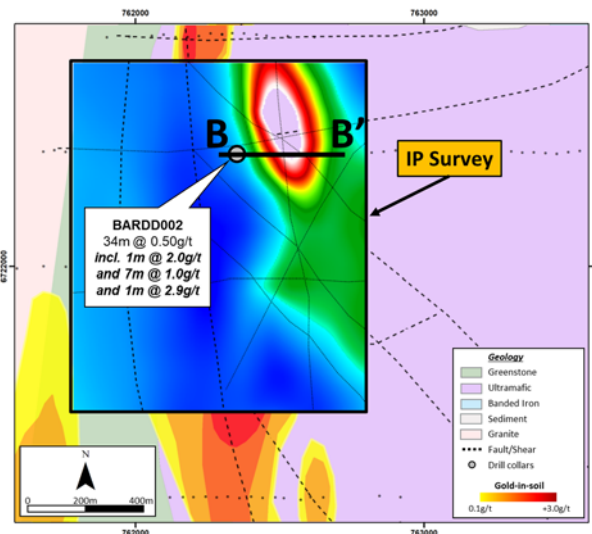 762000
763000
B
B’
IP Survey
BARDD002
34m @ 0.50g/t
incl. 1m @ 2.0g/t
and 7m @ 1.0g/t
and 1m @ 2.9g/t
6722000
Geology
Greenstone
Ultramafic
Banded Iron
Sediment
Granite
Fault/Shear
Drill collars
Gold-in-soil
0.1g/t
+3.0g/t
N
0
200m
400m
762000
763000